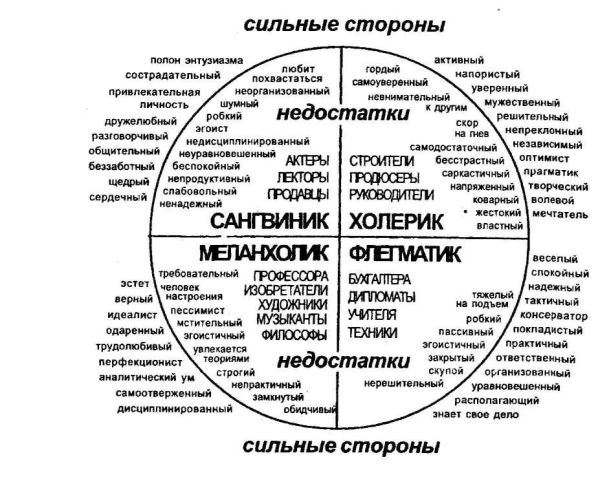 сильные стороны
полон энтузиазма
сострадательный
привлекательная
личность
дружелюбный
разговорчивый
общительный
беззаботный
щедрый
сердечный
любит
похвастаться
неорганизованный
шумный
робкий
эгоист
недисциплинированный
неуравновешенный
беспокойный
непродуктивный
слабовольный
ненадежный
недостатки
АКТЕРЫ
ЛЕКТОРЫ
ПРОДАВЦЫ
САНГВИНИК
гордый
самоуверенный
невнимательный
к другим
скор
на гнев
самодостаточный
бесстрастный
саркастичный
напряженный
коварный
жестокий
властный
СТРОИТЕЛИ
ПРОДЮСЕРЫ
РУКОВОДИТЕЛИ
ХОЛЕРИК
активный
напористый
уверенный
мужественный
решительный
непреклонный
независимый
оптимист
прагматик
творческий
волевой
мечтатель
МЕЛАНХОЛИК
эстет
верный
идеалист
одаренный
трудолюбивый
перфекционист
аналитический ум
самоотверженный
дисциплинированный
требовательный
человек
настроения
пессимист
мстительный
эгоистичный
увлекается
теориями
строгий
непрактичный
замкнутый
обидчивый
ПРОФЕССОРА
ИЗОБРЕТАТЕЛИ
ХУДОЖНИКИ
МУЗЫКАНТЫ
ФИЛОСОФЫ
недостатки
ФЛЕГМАТИК
БУХГАЛТЕРА
ДИПЛОМАТЫ
УЧИТЕЛЯ
ТЕХНИКИ
тяжелый
на подъем
робкий
пассивный
эгоистичный
закрытый
скупой
нерешительный
веселый
спокойный
надежный
тактичный
консерватор
покладистый
практичный
ответственный
организованный
уравновешенный
располагающий
знает свое дело
сильные стороны